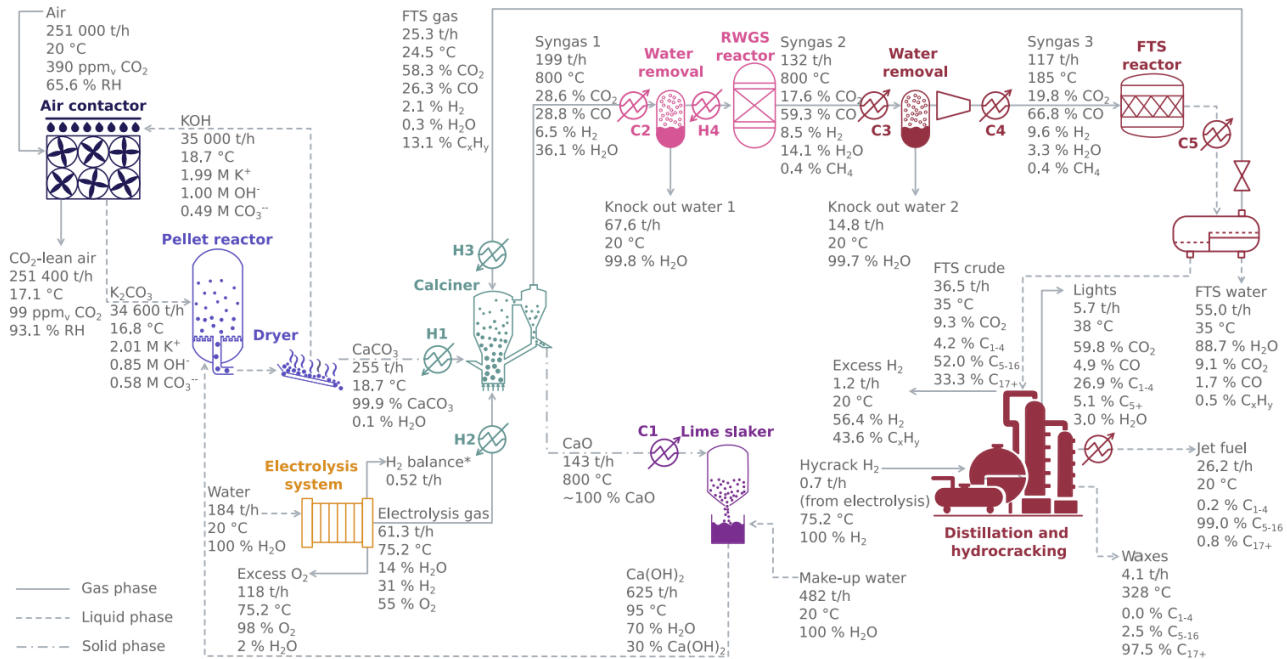 Air
251 000 t/h
20 °C
390 ppmᵥ CO₂
65.6 % RH
Air contactor
KOH
35 000 t/h
18.7 °C
1.99 M K⁺
1.00 M OH⁻
0.49 M CO₃⁻⁻
CO₂-lean air
251 400 t/h
17.1 °C
99 ppmᵥ CO₂
93.1 % RH
Pellet reactor
K₂CO₃
34 600 t/h
16.8 °C
2.01 M K⁺
0.85 M OH⁻
0.58 M CO₃⁻⁻
Dryer
CaCO₃
255 t/h
18.7 °C
99.9 % CaCO₃
0.1 % H₂O
H1
H2
H3
Calciner
FTS gas
25.3 t/h
24.5 °C
58.3 % CO₂
26.3 % CO
2.1 % H₂
0.3 % H₂O
13.1 % CₓHᵧ
Syngas 1
199 t/h
800 °C
28.6 % CO₂
28.8 % CO
6.5 % H₂
36.1 % H₂O
Water
removal
C2
H4
RWGS
reactor
Syngas 2
132 t/h
800 °C
17.6 % CO₂
59.3 % CO
8.5 % H₂
14.1 % H₂O
0.4 % CH₄
Water
removal
C3
C4
Syngas 3
117 t/h
185 °C
19.8 % CO₂
66.8 % CO
9.6 % H₂
3.3 % H₂O
0.4 % CH₄
FTS
reactor
C5
Knock out water 1
67.6 t/h
20 °C
99.8 % H₂O
Knock out water 2
14.8 t/h
20 °C
99.7 % H₂O
FTS crude
36.5 t/h
35 °C
9.3 % CO₂
4.2 % C₁₋₄
52.0 % C₅₋₁₆
33.3 % C₁₇₊
Lights
5.7 t/h
38 °C
59.8 % CO₂
4.9 % CO
26.9 % C₁₋₄
5.1 % C₅₊
3.0 % H₂O
FTS water
55.0 t/h
35 °C
88.7 % H₂O
9.1 % CO₂
1.7 % CO
0.5 % CₓHᵧ
Excess H₂
1.2 t/h
20 °C
56.4 % H₂
43.6 % CₓHᵧ
Hycrack H₂
0.7 t/h
(from electrolysis)
75.2 °C
100 % H₂
Distillation and
hydrocracking
Jet fuel
26.2 t/h
20 °C
0.2 % C₁₋₄
99.0 % C₅₋₁₆
0.8 % C₁₇₊
Waxes
4.1 t/h
328 °C
0.0 % C₁₋₄
2.5 % C₅₋₁₆
97.5 % C₁₇₊
CaO
143 t/h
800 °C
~100 % CaO
C1
Lime slaker
Electrolysis
system
H₂ balance*
0.52 t/h
Water
184 t/h
20 °C
100 % H₂O
Electrolysis gas
61.3 t/h
75.2 °C
14 % H₂O
31 % H₂
55 % O₂
Excess O₂
118 t/h
75.2 °C
98 % O₂
2 % H₂O
Ca(OH)₂
625 t/h
95 °C
70 % H₂O
30 % Ca(OH)₂
Make-up water
482 t/h
20 °C
100 % H₂O
Gas phase
Liquid phase
Solid phase